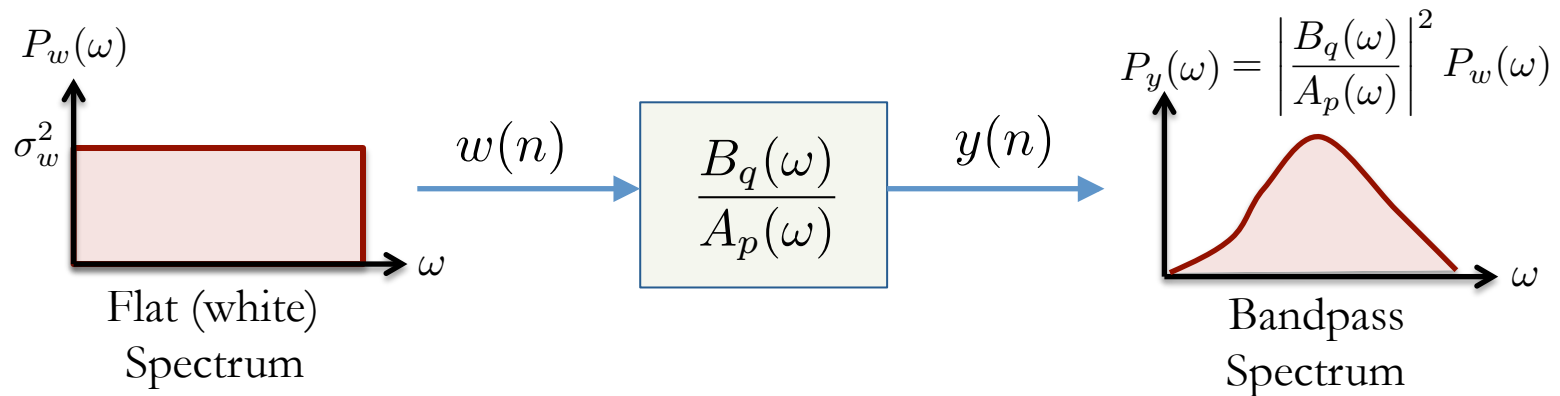 P_w(ω)
σ_w^2
ω
Flat (white)
Spectrum
w(n)
B_q(ω)
A_p(ω)
y(n)
P_y(ω) = |B_q(ω)/A_p(ω)|^2 P_w(ω)
ω
Bandpass
Spectrum